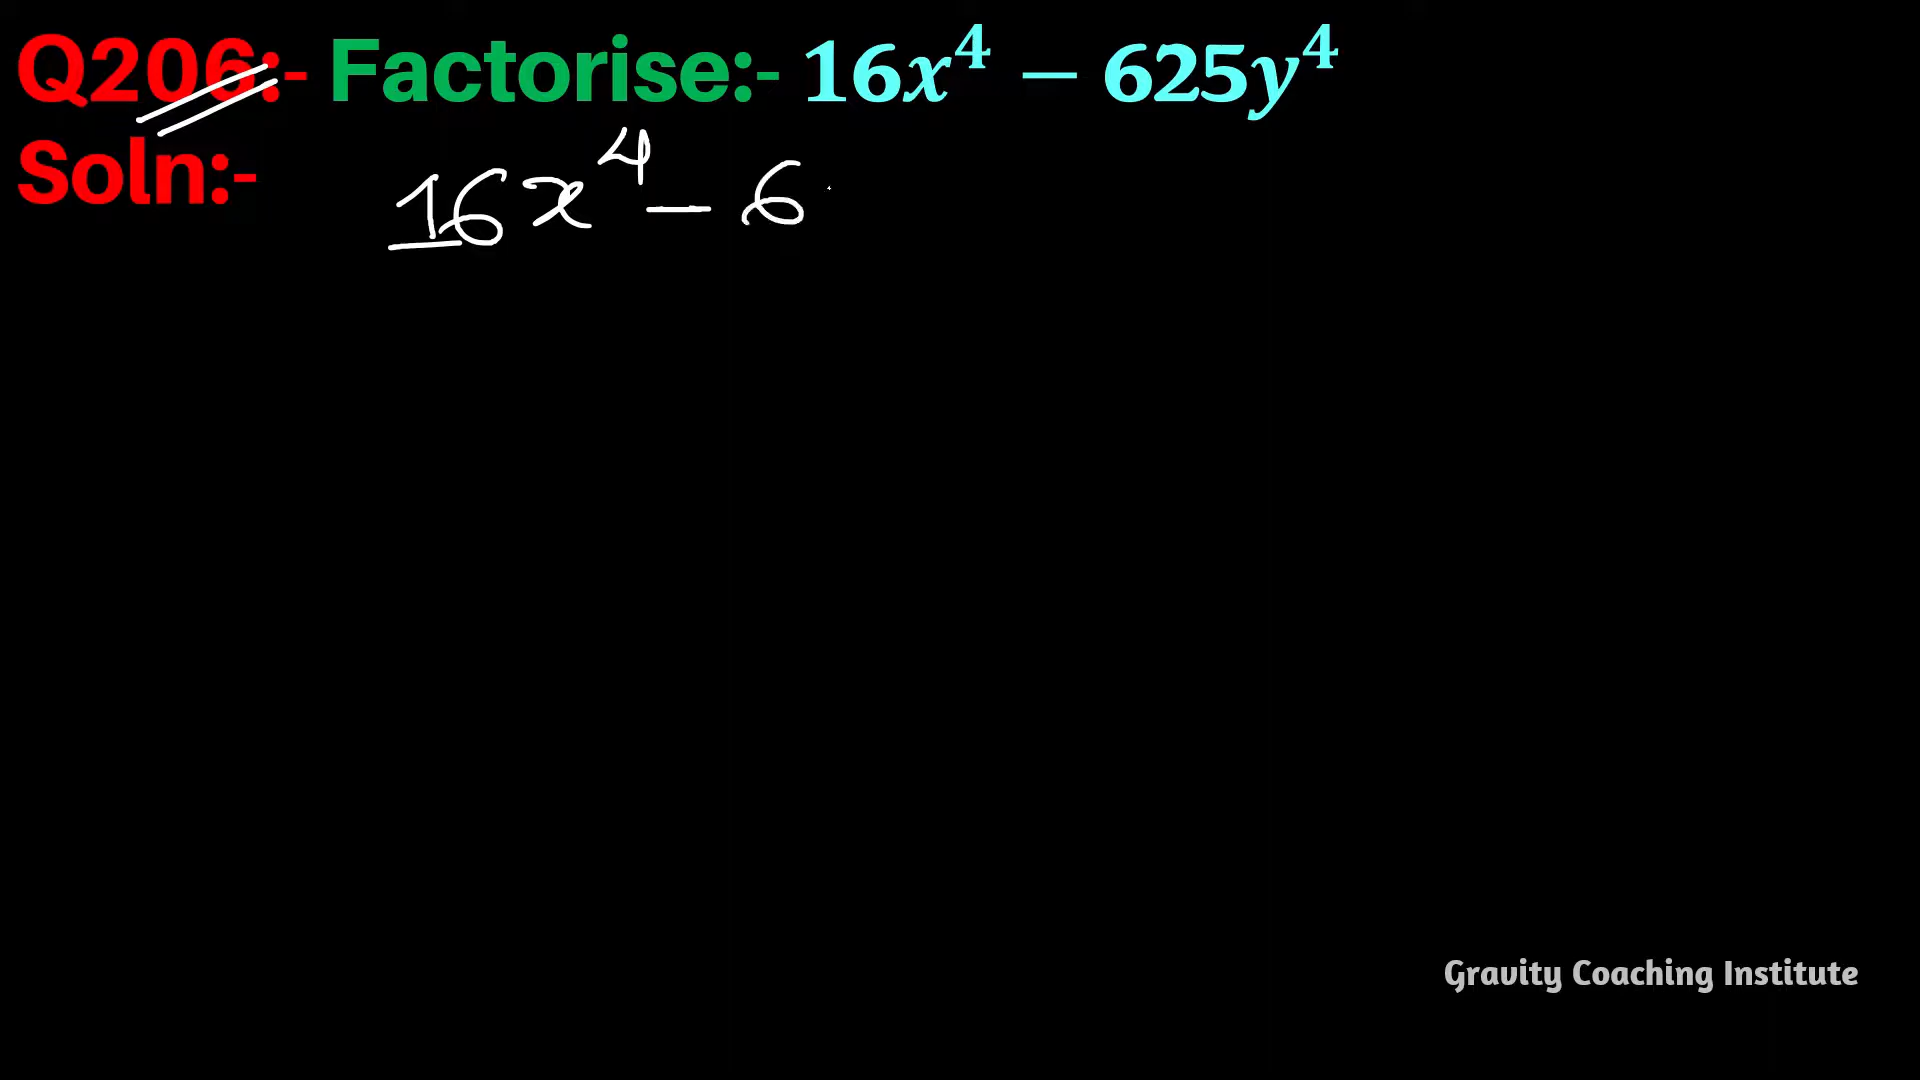 Q206:- Factorise:- 16x⁴ − 625y⁴
Soln:- 16x⁴ − 6
Gravity Coaching Institute